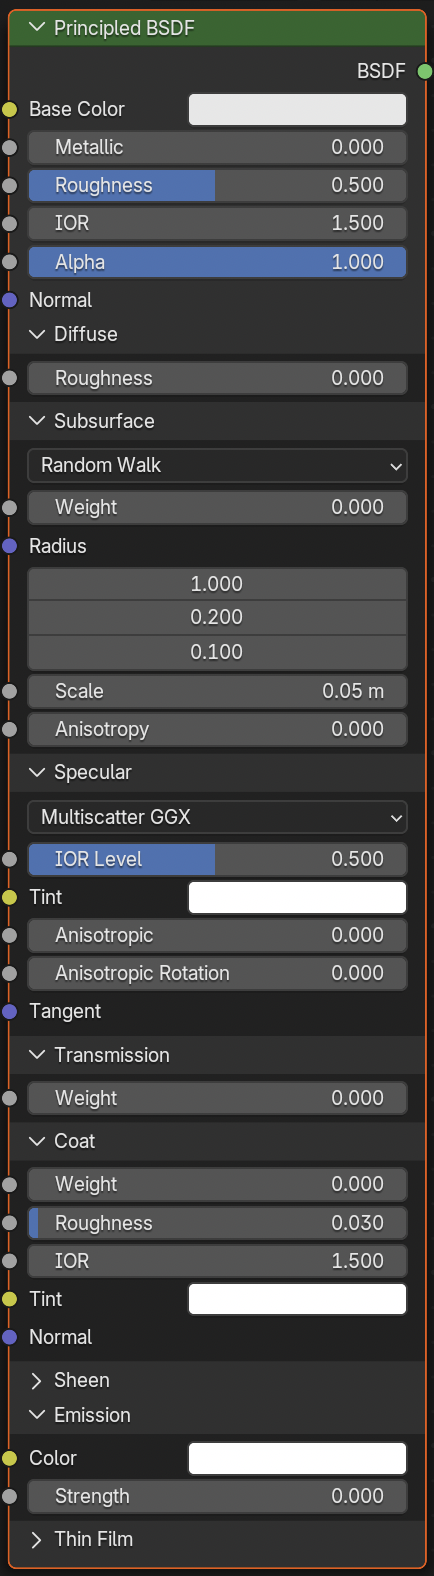 Principled BSDF
BSDF
Base Color
Metallic 0.000
Roughness 0.500
IOR 1.500
Alpha 1.000
Normal
Diffuse
Roughness 0.000
Subsurface
Random Walk
Weight 0.000
Radius
1.000
0.200
0.100
Scale 0.05 m
Anisotropy 0.000
Specular
Multiscatter GGX
IOR Level 0.500
Tint
Anisotropic 0.000
Anisotropic Rotation 0.000
Tangent
Transmission
Weight 0.000
Coat
Weight 0.000
Roughness 0.030
IOR 1.500
Tint
Normal
Sheen
Emission
Color
Strength 0.000
Thin Film